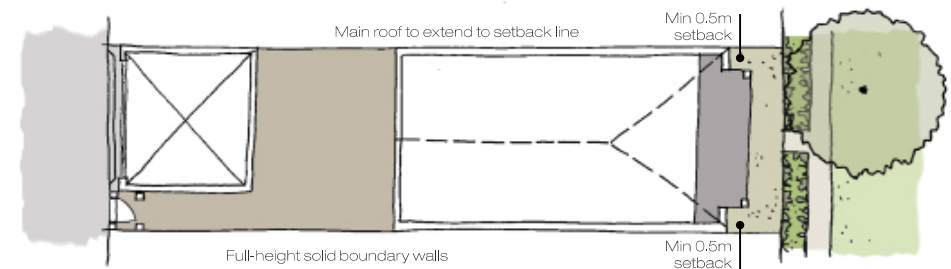 Min 0.5m
setback
Main roof to extend to setback line
Full-height solid boundary walls
Min 0.5m
setback